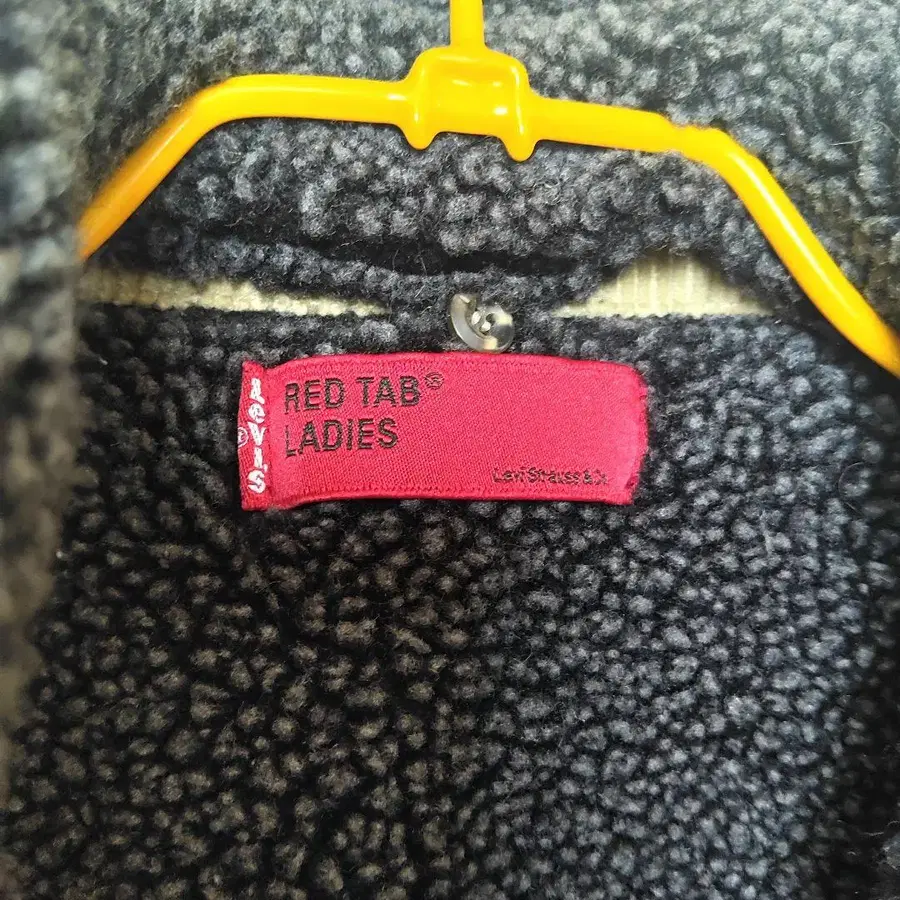 LEVI'S®
RED TAB®
LADIES
Levi Strauss & Co.